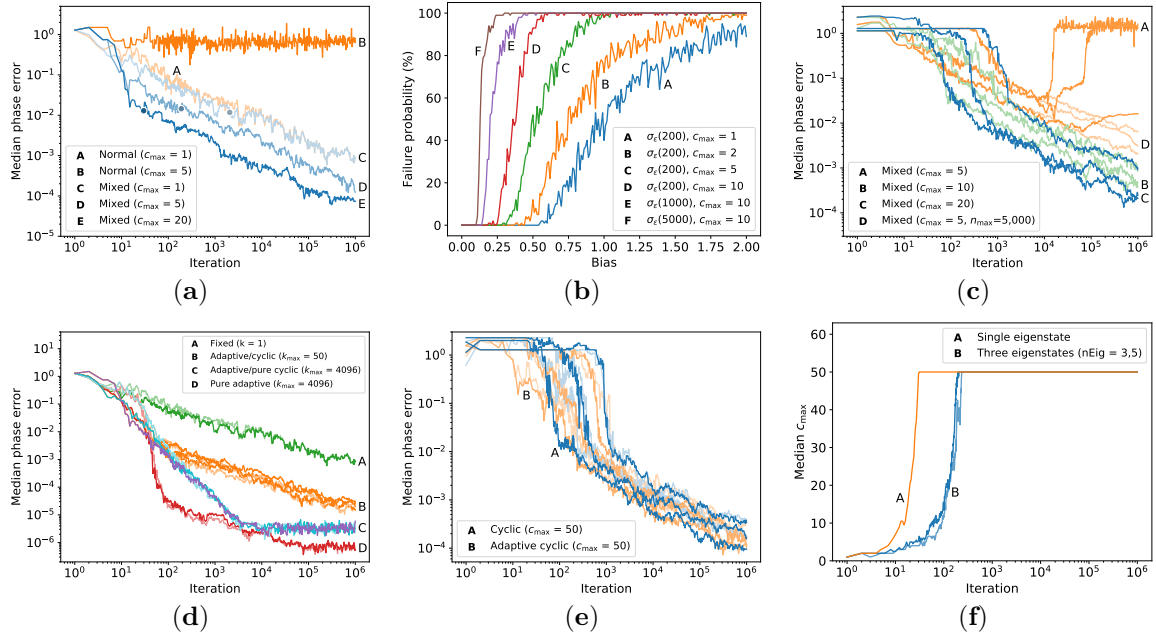 10^1
10^0
10^-1
10^-2
10^-3
10^-4
10^-5
Median phase error
A
B
C
D
E
A Normal (c_max = 1)
B Normal (c_max = 5)
C Mixed (c_max = 1)
D Mixed (c_max = 5)
E Mixed (c_max = 20)
10^0 10^1 10^2 10^3 10^4 10^5 10^6
Iteration
(a)
100
80
60
40
20
0
Failure probability (%)
F E D C B A
A σ_ε(200), c_max = 1
B σ_ε(200), c_max = 2
C σ_ε(200), c_max = 5
D σ_ε(200), c_max = 10
E σ_ε(1000), c_max = 10
F σ_ε(5000), c_max = 10
0.00 0.25 0.50 0.75 1.00 1.25 1.50 1.75 2.00
Bias
(b)
10^0
10^-1
10^-2
10^-3
10^-4
Median phase error
A
D
B
C
A Mixed (c_max = 5)
B Mixed (c_max = 10)
C Mixed (c_max = 20)
D Mixed (c_max = 5, n_max=5,000)
10^0 10^1 10^2 10^3 10^4 10^5 10^6
Iteration
(c)
10^1
10^0
10^-1
10^-2
10^-3
10^-4
10^-5
10^-6
Median phase error
A Fixed (k = 1)
B Adaptive/cyclic (k_max = 50)
C Adaptive/pure cyclic (k_max = 4096)
D Pure adaptive (k_max = 4096)
A
B
C
D
10^0 10^1 10^2 10^3 10^4 10^5 10^6
Iteration
(d)
10^0
10^-1
10^-2
10^-3
10^-4
Median phase error
B
A
A Cyclic (c_max = 50)
B Adaptive cyclic (c_max = 50)
10^0 10^1 10^2 10^3 10^4 10^5 10^6
Iteration
(e)
60
50
40
30
20
10
0
Median c_max
A Single eigenstate
B Three eigenstates (nEig = 3,5)
A
B
10^0 10^1 10^2 10^3 10^4 10^5 10^6
Iteration
(f)